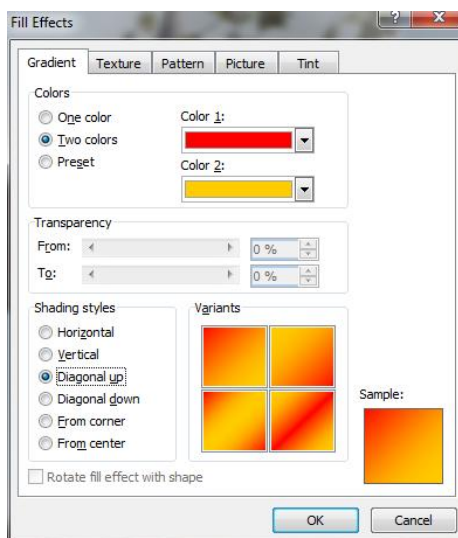 Fill Effects
Gradient Texture Pattern Picture Tint
Colors
One color
Two colors
Preset
Color 1:
Color 2:
Transparency
From: 0 %
To: 0 %
Shading styles
Horizontal
Vertical
Diagonal up
Diagonal down
From corner
From center
Variants
Sample:
Rotate fill effect with shape
OK Cancel